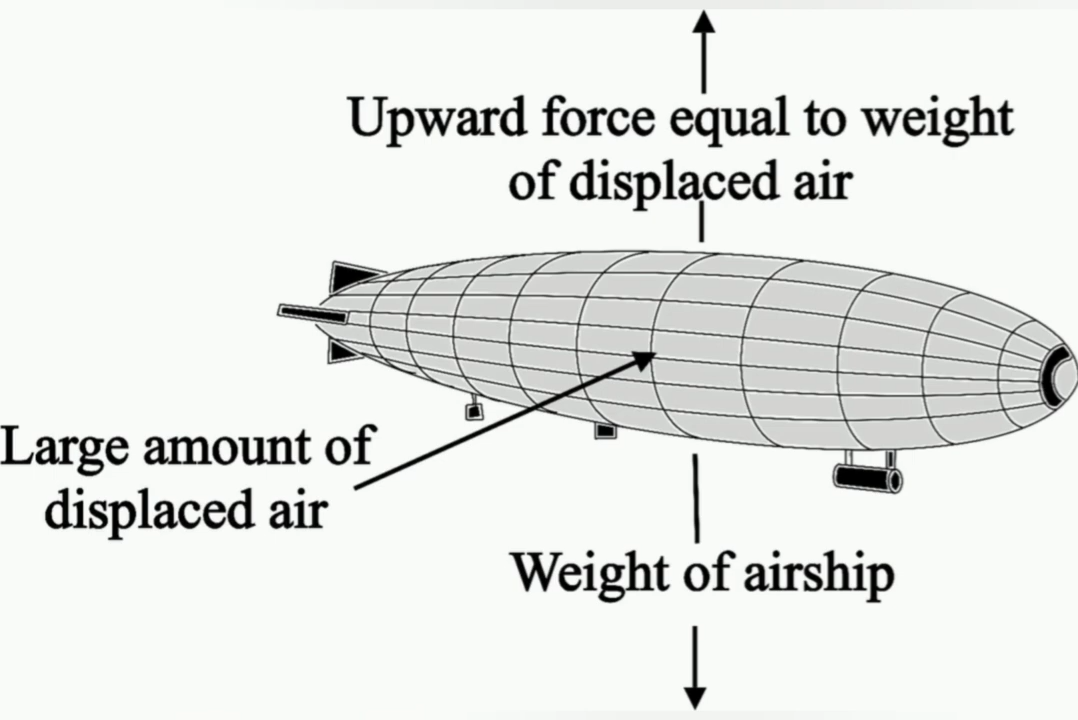 Upward force equal to weight
of displaced air
Large amount of
displaced air
Weight of airship